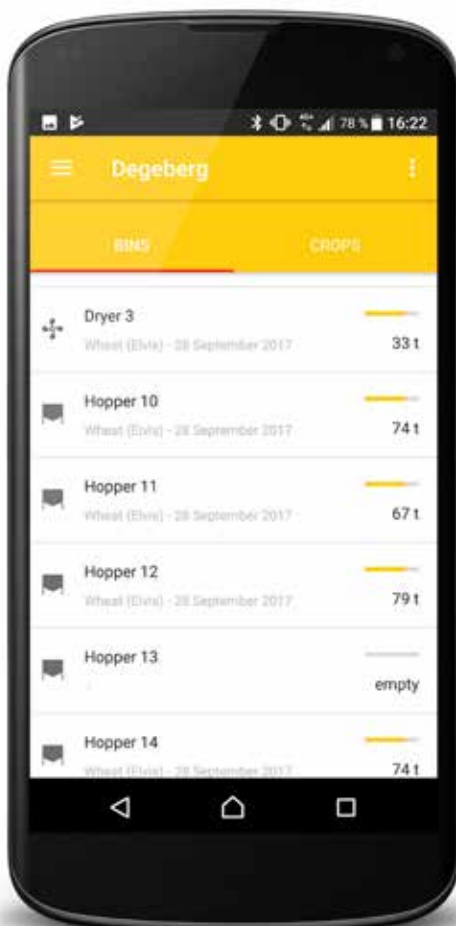 78 % 16:22
Degeberg
BINS CROPS
Dryer 3
Wheat (Elvis) - 28 September 2017
33 t
Hopper 10
Wheat (Elvis) - 28 September 2017
74 t
Hopper 11
Wheat (Elvis) - 28 September 2017
67 t
Hopper 12
Wheat (Elvis) - 28 September 2017
79 t
Hopper 13
empty
Hopper 14
Wheat (Elvis) - 28 September 2017
74 t